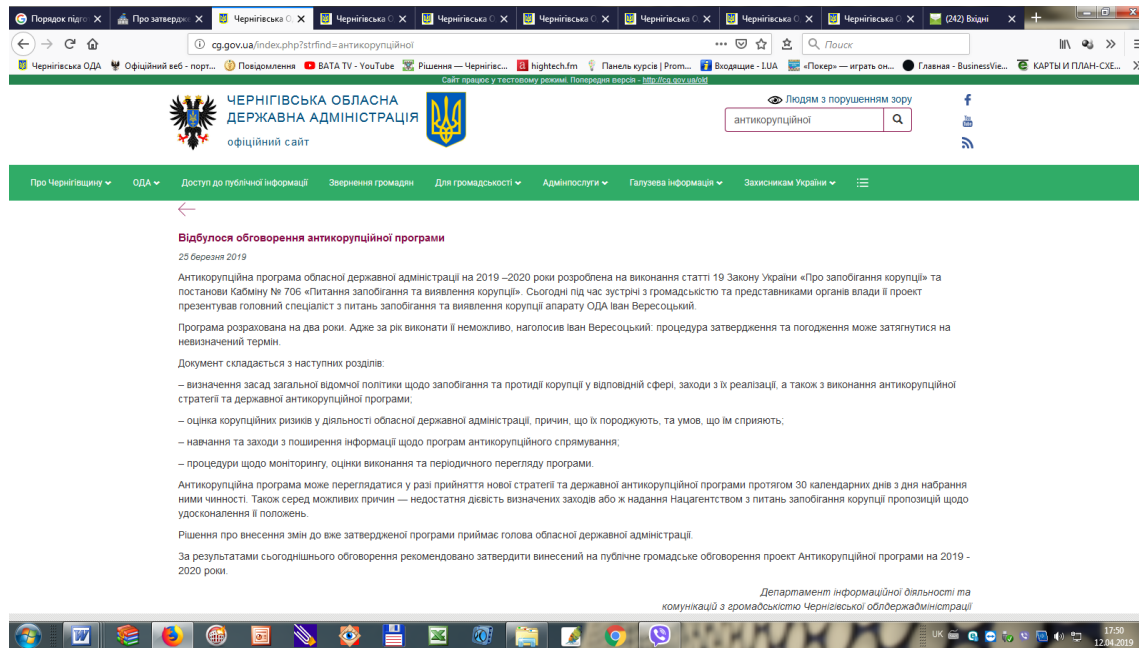 Порядок підго
Про затвердже
Чернігівська О
Чернігівська О
Чернігівська О
Чернігівська О
Чернігівська О
Чернігівська О
Чернігівська О
(242) Вхідні
cg.gov.ua/index.php?strfind=антикорупційної
Поиск
Чернігівська ОДА
Офіційний веб - порт...
Повідомлення
BATA TV - YouTube
Рішення — Чернігівс...
hightech.fm
Панель курсів | Prom...
Входящие - I.UA
«Покер» — играть он...
Главная - BusinessVie...
КАРТЫ И ПЛАН-СХЕ...
Сайт працює у тестовому режимі. Попередня версія - http://cg.gov.ua/old
ЧЕРНІГІВСЬКА ОБЛАСНА
ДЕРЖАВНА АДМІНІСТРАЦІЯ
офіційний сайт
Людям з порушенням зору
антикорупційної
Про Чернігівщину
ОДА
Доступ до публічної інформації
Звернення громадян
Для громадськості
Адмінпослуги
Галузева інформація
Захисникам України
Відбулося обговорення антикорупційної програми
25 березня 2019
Антикорупційна програма обласної державної адміністрації на 2019 –2020 роки розроблена на виконання статті 19 Закону України «Про запобігання корупції» та
постанови Кабміну № 706 «Питання запобігання та виявлення корупції». Сьогодні під час зустрічі з громадськістю та представниками органів влади її проект
презентував головний спеціаліст з питань запобігання та виявлення корупції апарату ОДА Іван Вересоцький.
Програма розрахована на два роки. Адже за рік виконати її неможливо, наголосив Іван Вересоцький: процедура затвердження та погодження може затягнутися на
невизначений термін.
Документ складається з наступних розділів:
– визначення засад загальної відомчої політики щодо запобігання та протидії корупції у відповідній сфері, заходи з їх реалізації, а також з виконання антикорупційної
стратегії та державної антикорупційної програми;
– оцінка корупційних ризиків у діяльності обласної державної адміністрації, причин, що їх породжують, та умов, що їм сприяють;
– навчання та заходи з поширення інформації щодо програм антикорупційного спрямування;
– процедури щодо моніторингу, оцінки виконання та періодичного перегляду програми.
Антикорупційна програма може переглядатися у разі прийняття нової стратегії та державної антикорупційної програми протягом 30 календарних днів з дня набрання
ними чинності. Також серед можливих причин — недостатня дієвість визначених заходів або ж надання Нацагентством з питань запобігання корупції пропозицій щодо
удосконалення її положень.
Рішення про внесення змін до вже затвердженої програми приймає голова обласної державної адміністрації.
За результатами сьогоднішнього обговорення рекомендовано затвердити винесений на публічне громадське обговорення проект Антикорупційної програми на 2019 -
2020 роки.
Департамент інформаційної діяльності та
комунікацій з громадськістю Чернігівської облдержадміністрації
UK
17:50
12.04.2019